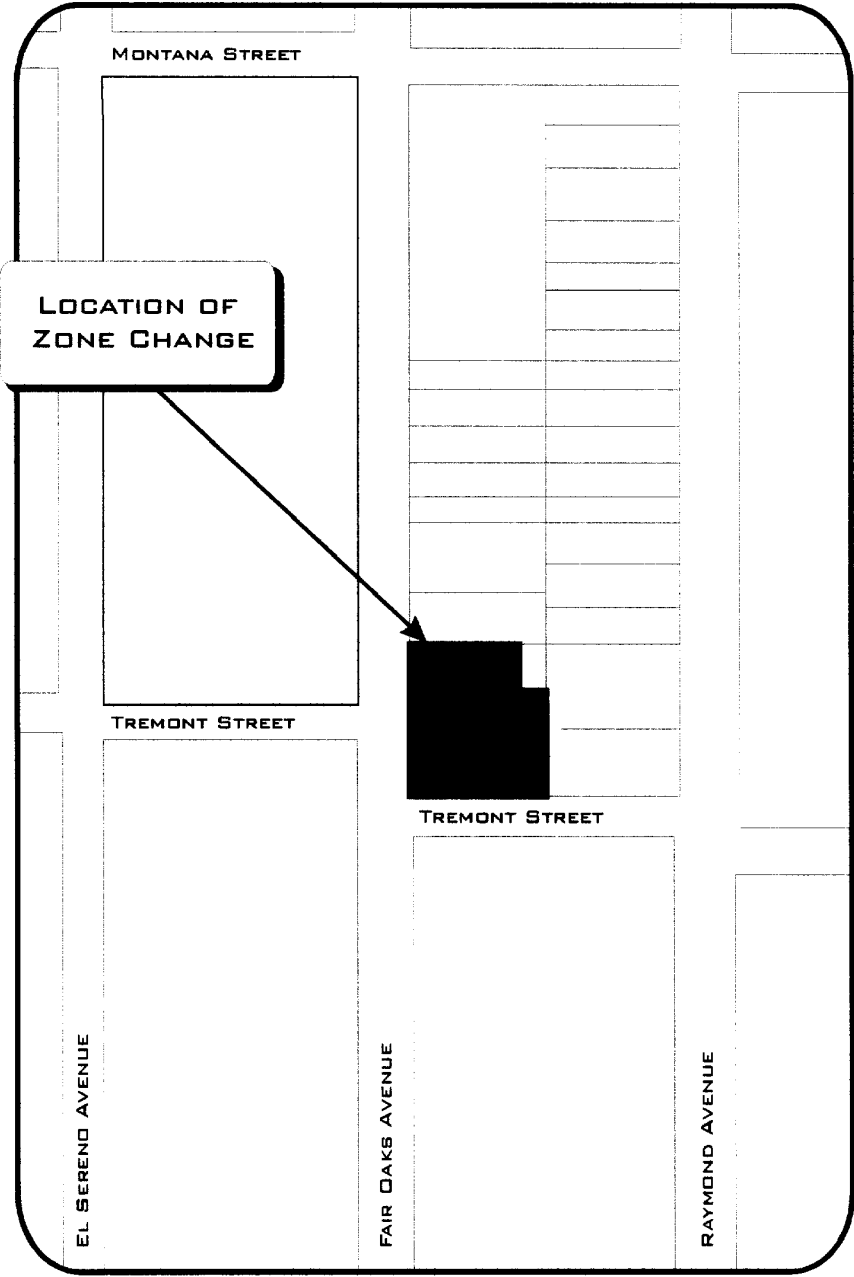 MONTANA STREET
LOCATION OF
ZONE CHANGE
TREMONT STREET
TREMONT STREET
EL SERENO AVENUE
FAIR OAKS AVENUE
RAYMOND AVENUE